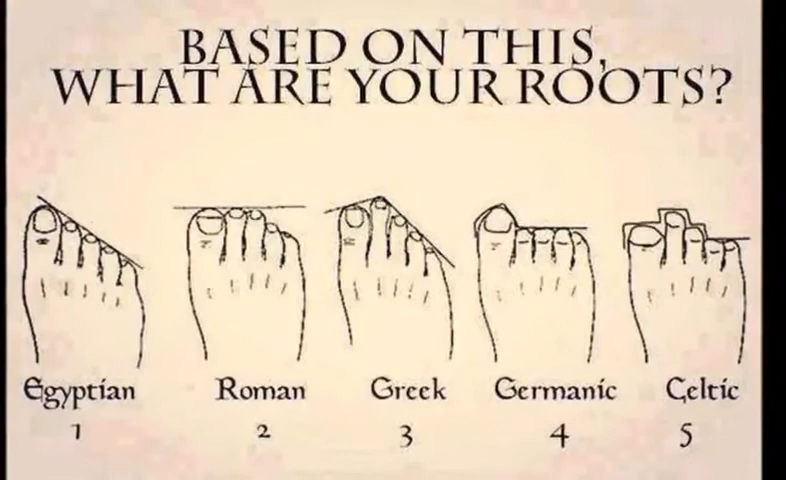 BASED ON THIS,
WHAT ARE YOUR ROOTS?
Egyptian Roman Greek Germanic Celtic
1 2 3 4 5